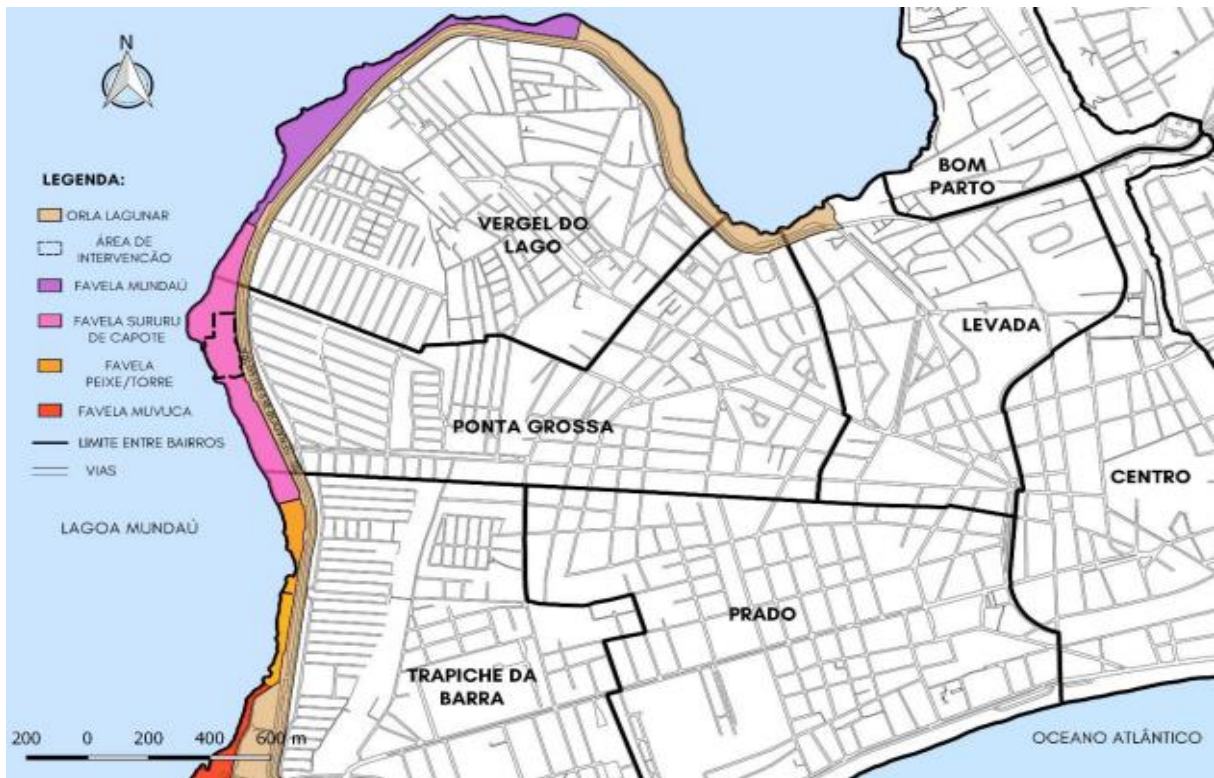 N
LEGENDA:
ORLA LAGUNAR
ÁREA DE
INTERVENCÃO
FAVELA MUNDAÚ
FAVELA SURURU
DE CAPOTE
FAVELA
PEIXE/TORRE
FAVELA MUVUCA
LIMITE ENTRE BAIRROS
VIAS
LAGOA MUNDAÚ
BOM
PARTO
VERGEL DO
LAGO
LEVADA
PONTA GROSSA
CENTRO
PRADO
TRAPICHE DA
BARRA
200 0 200 400 600 m
OCEANO ATLÂNTICO